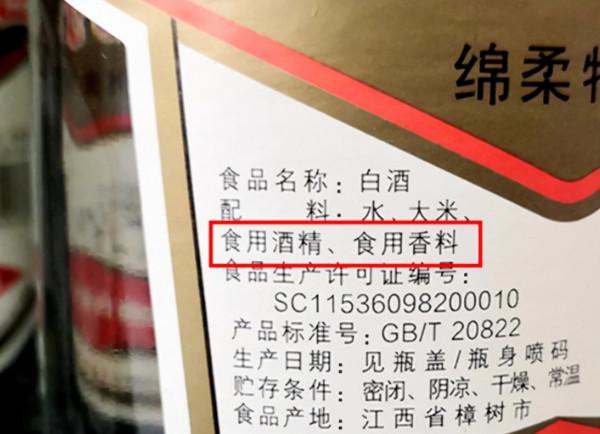 绵柔特
食品名称：白酒
配 料：水、大米、
食用酒精、食用香料
食品生产许可证编号：
SC11536098200010
产品标准号：GB/T 20822
生产日期：见瓶盖/瓶身喷码
贮存条件：密闭、阴凉、干燥、常温
食品产地：江西省樟树市